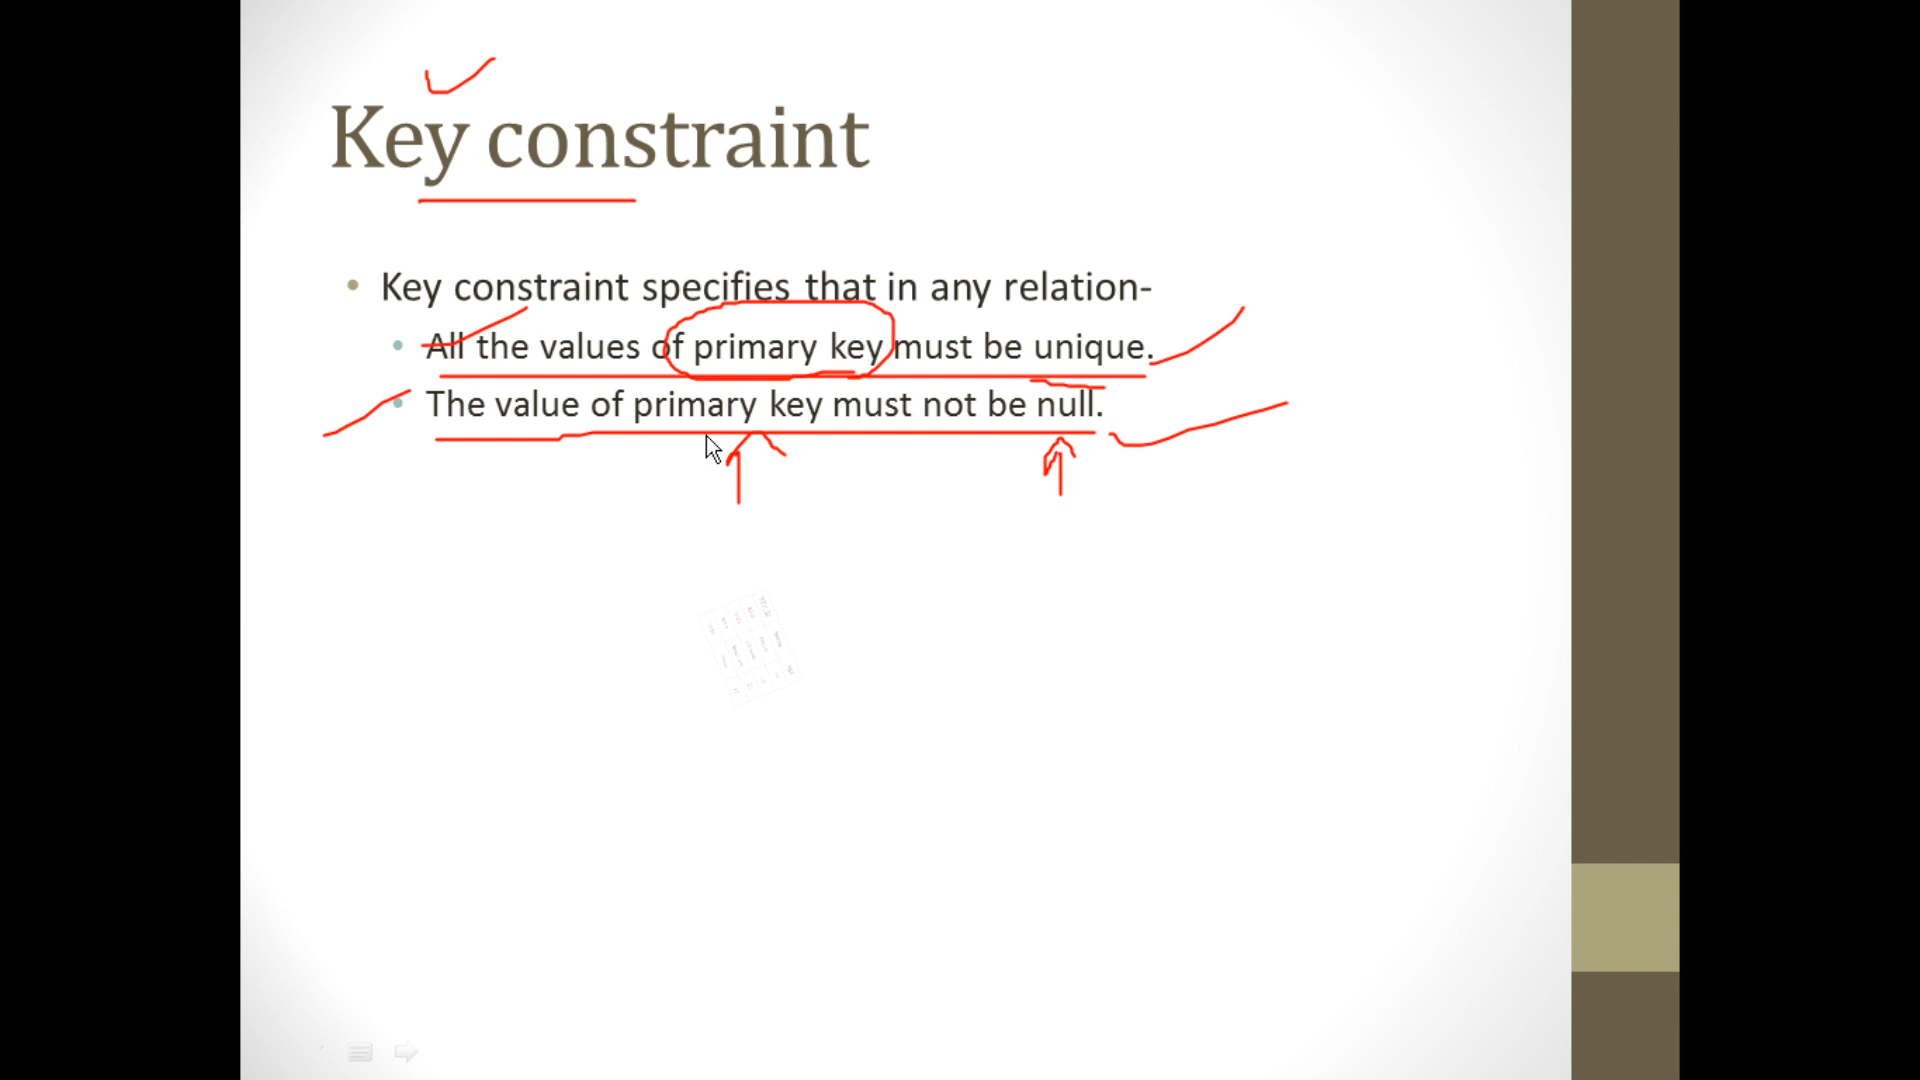 Key constraint
Key constraint specifies that in any relation-
All the values of primary key must be unique.
The value of primary key must not be null.